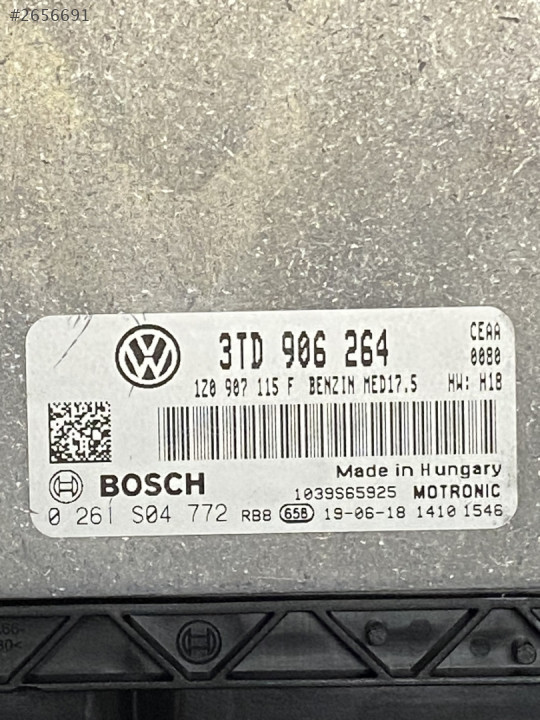 #2656691
3TD 906 264
CEAA
0080
1Z0 907 115 F BENZIN MED17.5 HW: H18
Made in Hungary
BOSCH
1039S65925 MOTRONIC
0 261 S04 772 RB8 65B 19-06-18 1410 1546